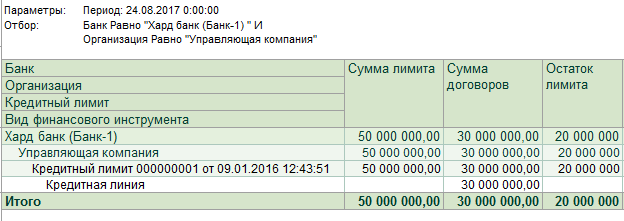 Параметры: Период: 24.08.2017 0:00:00
Отбор: Банк Равно "Хард банк (Банк-1) " И
Организация Равно "Управляющая компания"
Банк Сумма лимита Сумма договоров Остаток лимита
Организация
Кредитный лимит
Вид финансового инструмента
Хард банк (Банк-1) 50 000 000,00 30 000 000,00 20 000 000
Управляющая компания 50 000 000,00 30 000 000,00 20 000 000
Кредитный лимит 000000001 от 09.01.2016 12:43:51 50 000 000,00 30 000 000,00 20 000 000
Кредитная линия 30 000 000,00
Итого 50 000 000,00 30 000 000,00 20 000 000